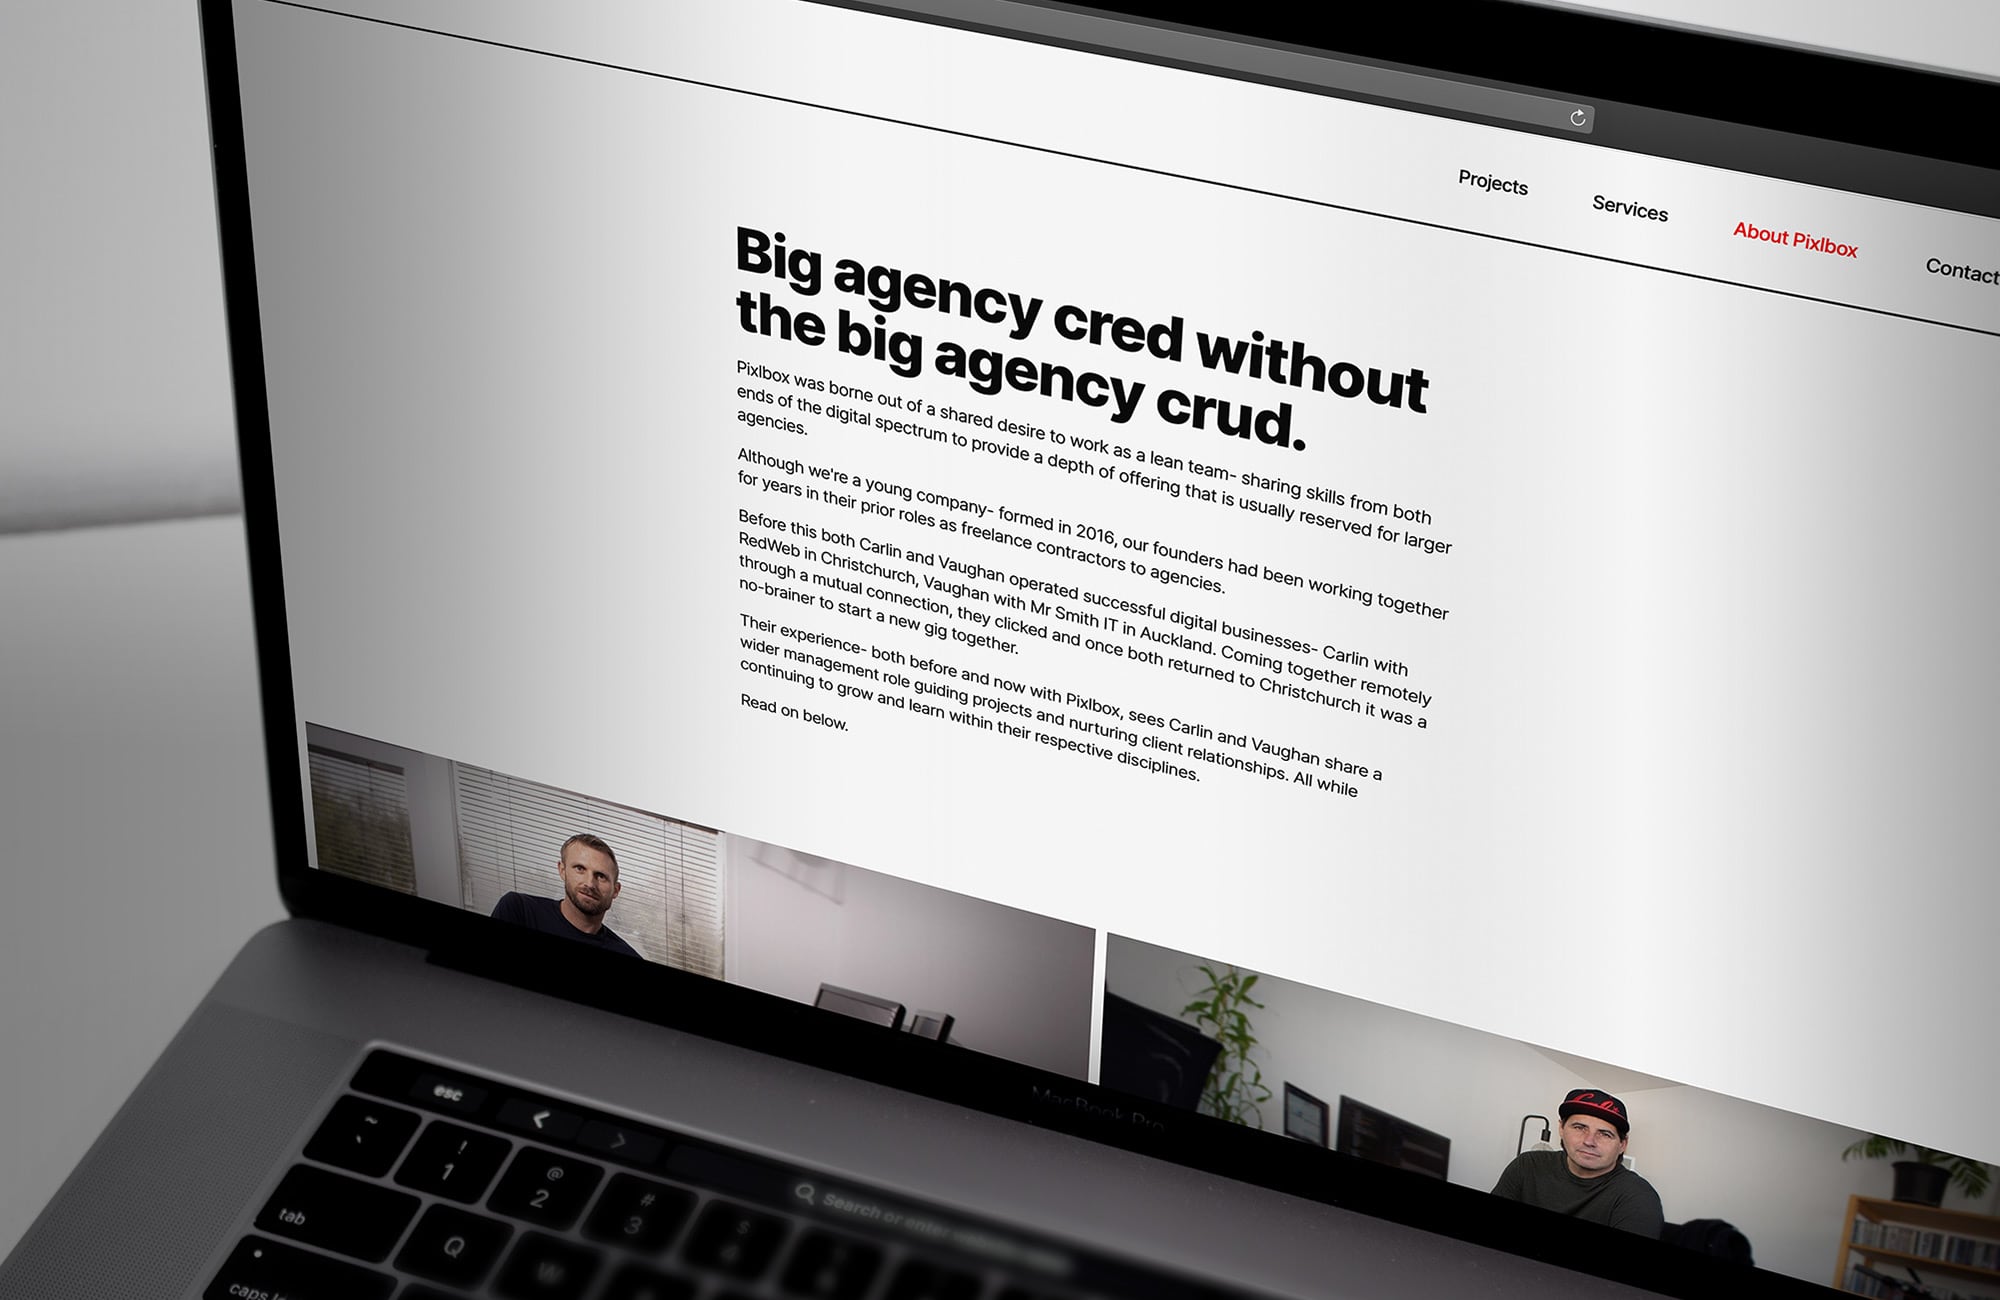 Projects
Services
About Pixlbox
Contact
Big agency cred without
the big agency crud.
Pixlbox was borne out of a shared desire to work as a lean team- sharing skills from both
ends of the digital spectrum to provide a depth of offering that is usually reserved for larger
agencies.
Although we're a young company- formed in 2016, our founders had been working together
for years in their prior roles as freelance contractors to agencies.
Before this both Carlin and Vaughan operated successful digital businesses- Carlin with
RedWeb in Christchurch, Vaughan with Mr Smith IT in Auckland. Coming together remotely
through a mutual connection, they clicked and once both returned to Christchurch it was a
no-brainer to start a new gig together.
Their experience- both before and now with Pixlbox, sees Carlin and Vaughan share a
wider management role guiding projects and nurturing client relationships. All while
continuing to grow and learn within their respective disciplines.
Read on below.
MacBook Pro
esc
Search or enter
~
!
1
@
2
#
3
$
4
tab
Q
W
caps